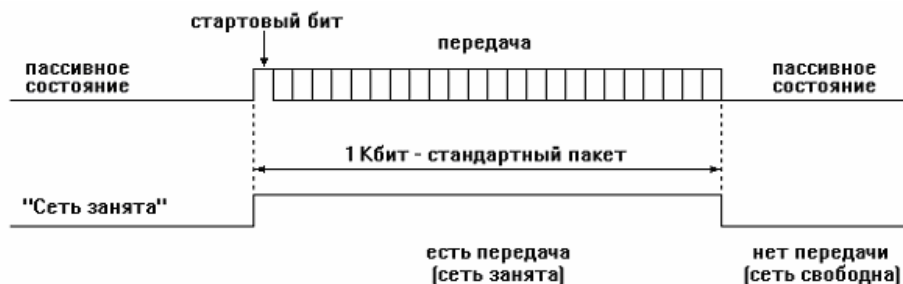 стартовый бит
передача
пассивное
состояние
пассивное
состояние
1 Кбит - стандартный пакет
"Сеть занята"
есть передача
(сеть занята)
нет передачи
(сеть свободна)